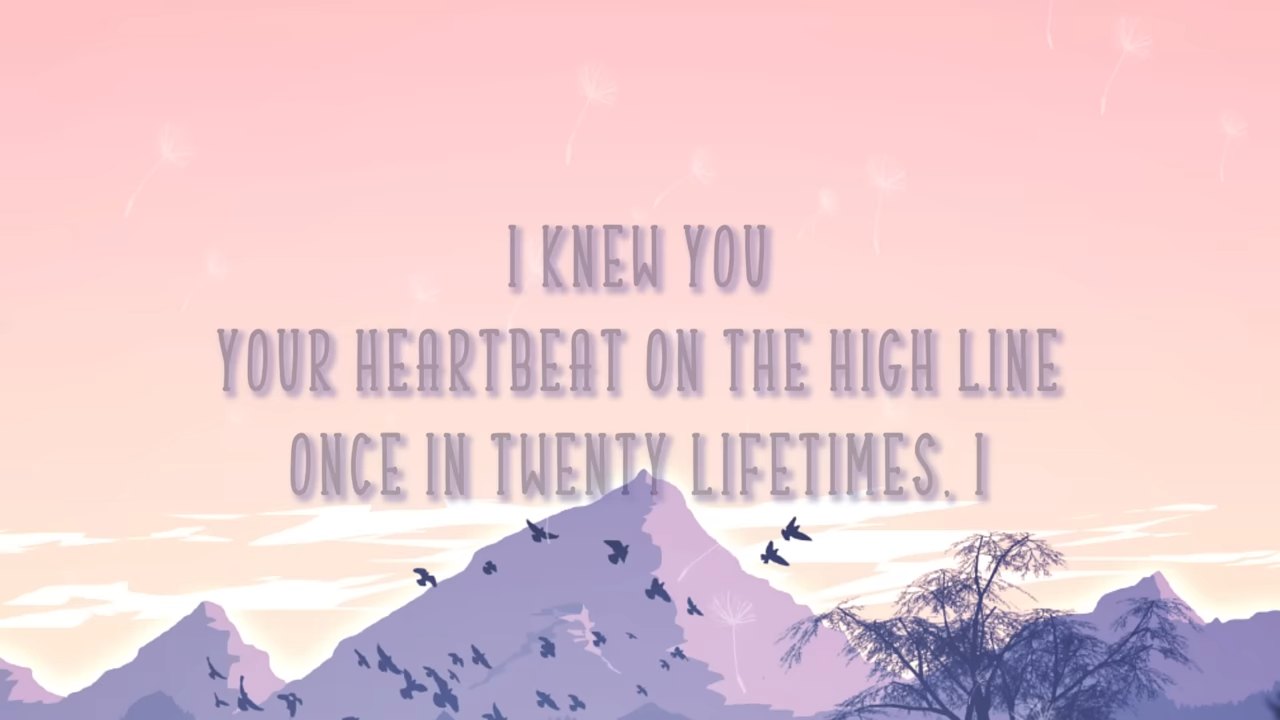 I KNEW YOU
YOUR HEARTBEAT ON THE HIGH LINE
ONCE IN TWENTY LIFETIMES, I